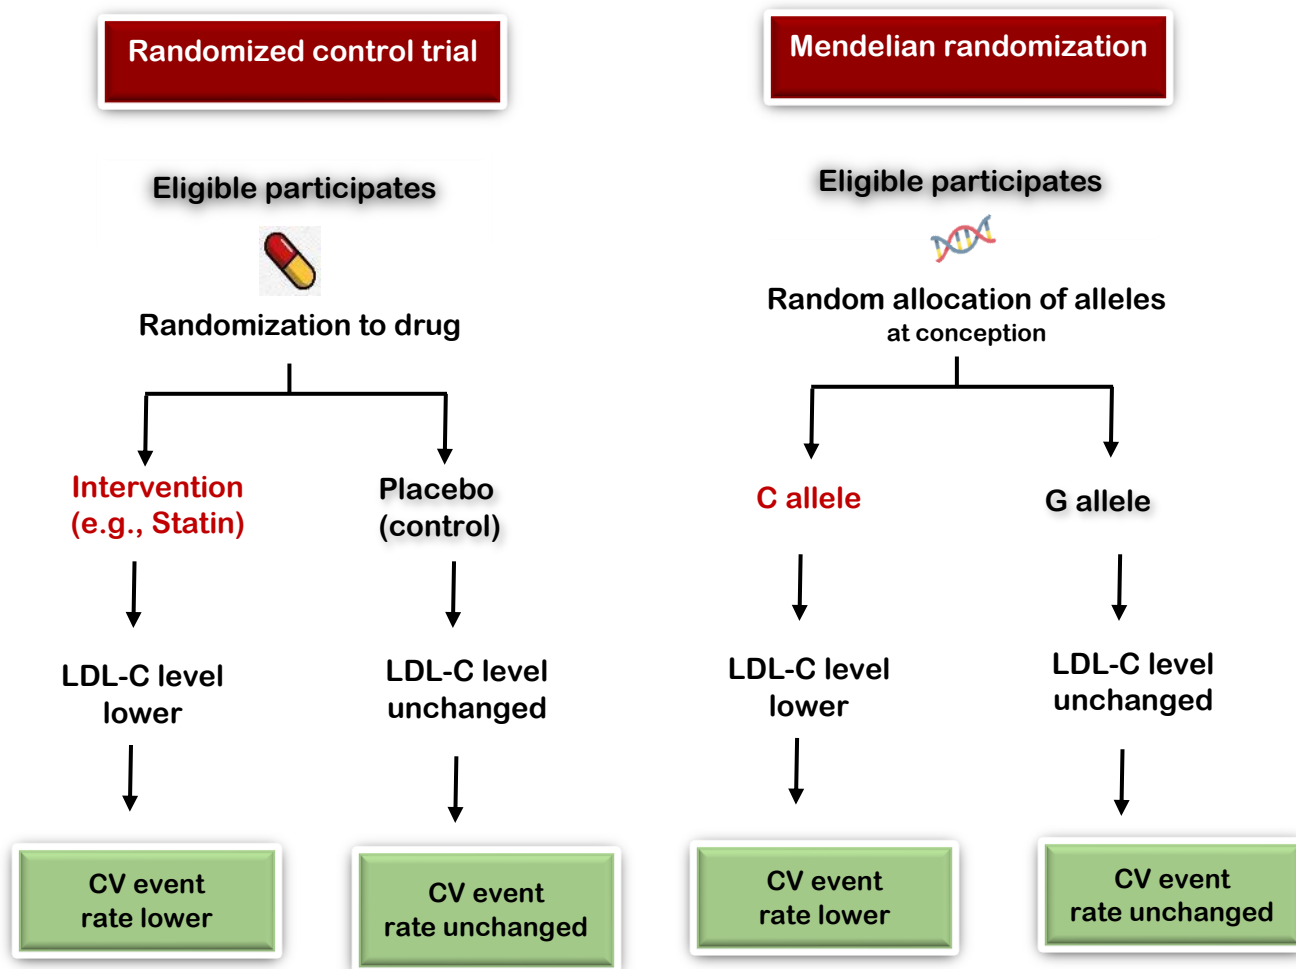 Randomized control trial
Eligible participates
Randomization to drug
Intervention
(e.g., Statin)
Placebo
(control)
LDL-C level
lower
LDL-C level
unchanged
CV event
rate lower
CV event
rate unchanged
Mendelian randomization
Eligible participates
Random allocation of alleles
at conception
C allele
G allele
LDL-C level
lower
LDL-C level
unchanged
CV event
rate lower
CV event
rate unchanged